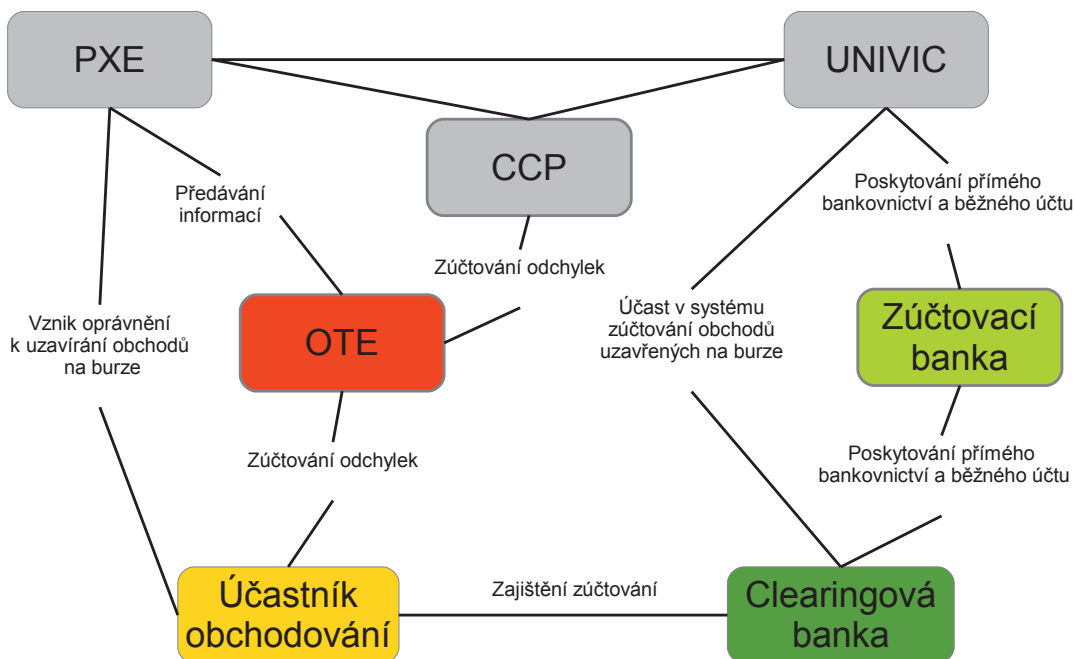 PXE
UNIVIC
CCP
Předávání
informací
Poskytování přímého
bankovnictví a běžného účtu
Zúčtování odchylek
Vznik oprávnění
k uzavírání obchodů
na burze
OTE
Účast v systému
zúčtování obchodů
uzavřených na burze
Zúčtovací
banka
Zúčtování odchylek
Poskytování přímého
bankovnictví a běžného účtu
Účastník
obchodování
Zajištění zúčtování
Clearingová
banka